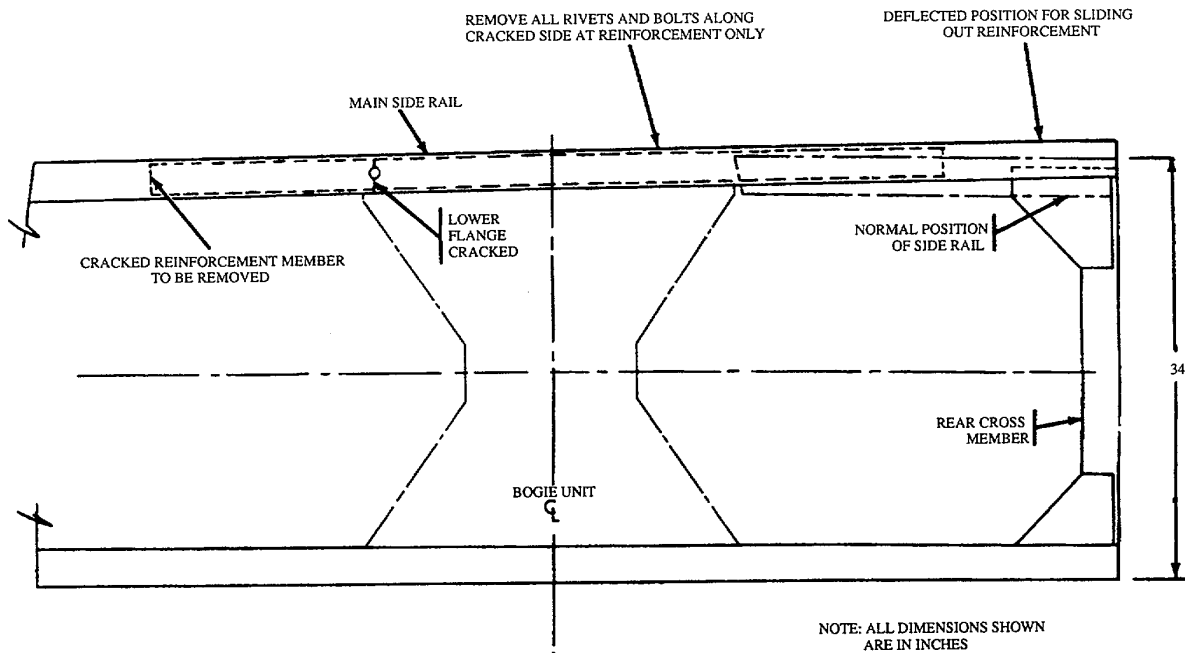 REMOVE ALL RIVETS AND BOLTS ALONG
CRACKED SIDE AT REINFORCEMENT ONLY
DEFLECTED POSITION FOR SLIDING
OUT REINFORCEMENT
MAIN SIDE RAIL
LOWER
FLANGE
CRACKED
NORMAL POSITION
OF SIDE RAIL
CRACKED REINFORCEMENT MEMBER
TO BE REMOVED
34
REAR CROSS
MEMBER
BOGIE UNIT
℄
NOTE: ALL DIMENSIONS SHOWN
ARE IN INCHES